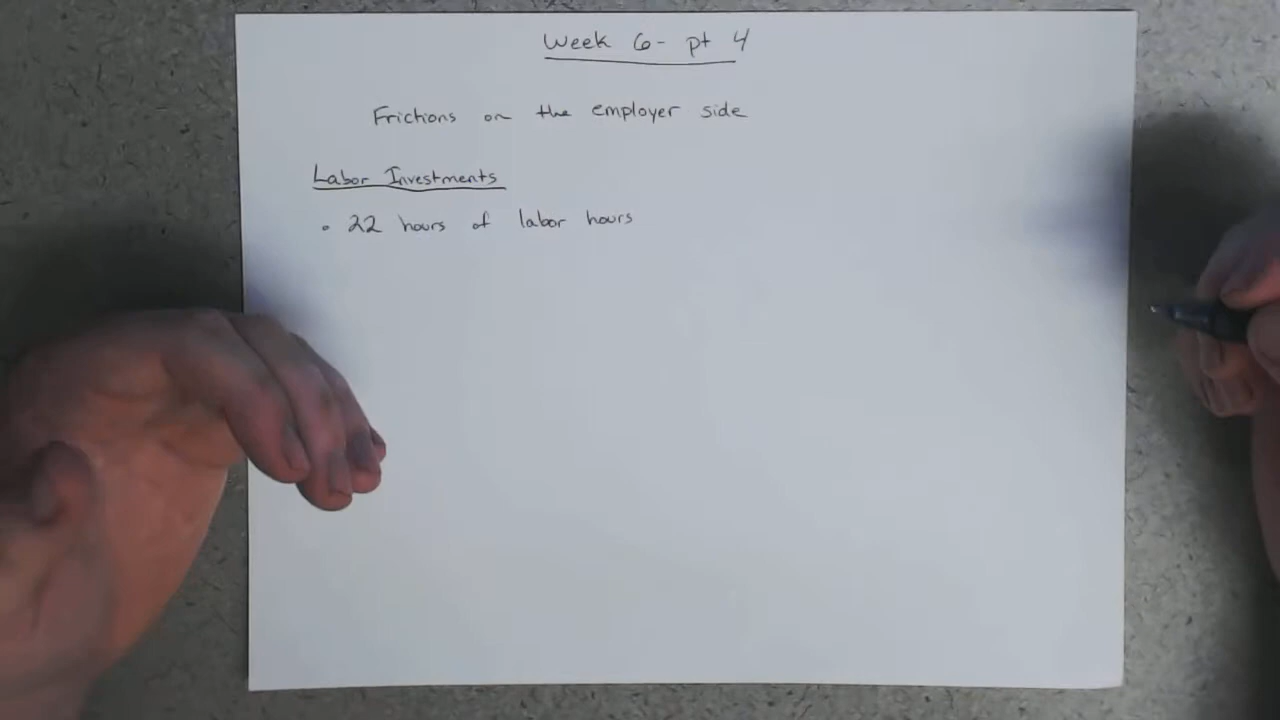 Week 6- pt 4
Frictions on the employer side
Labor Investments
• 22 hours of labor hours